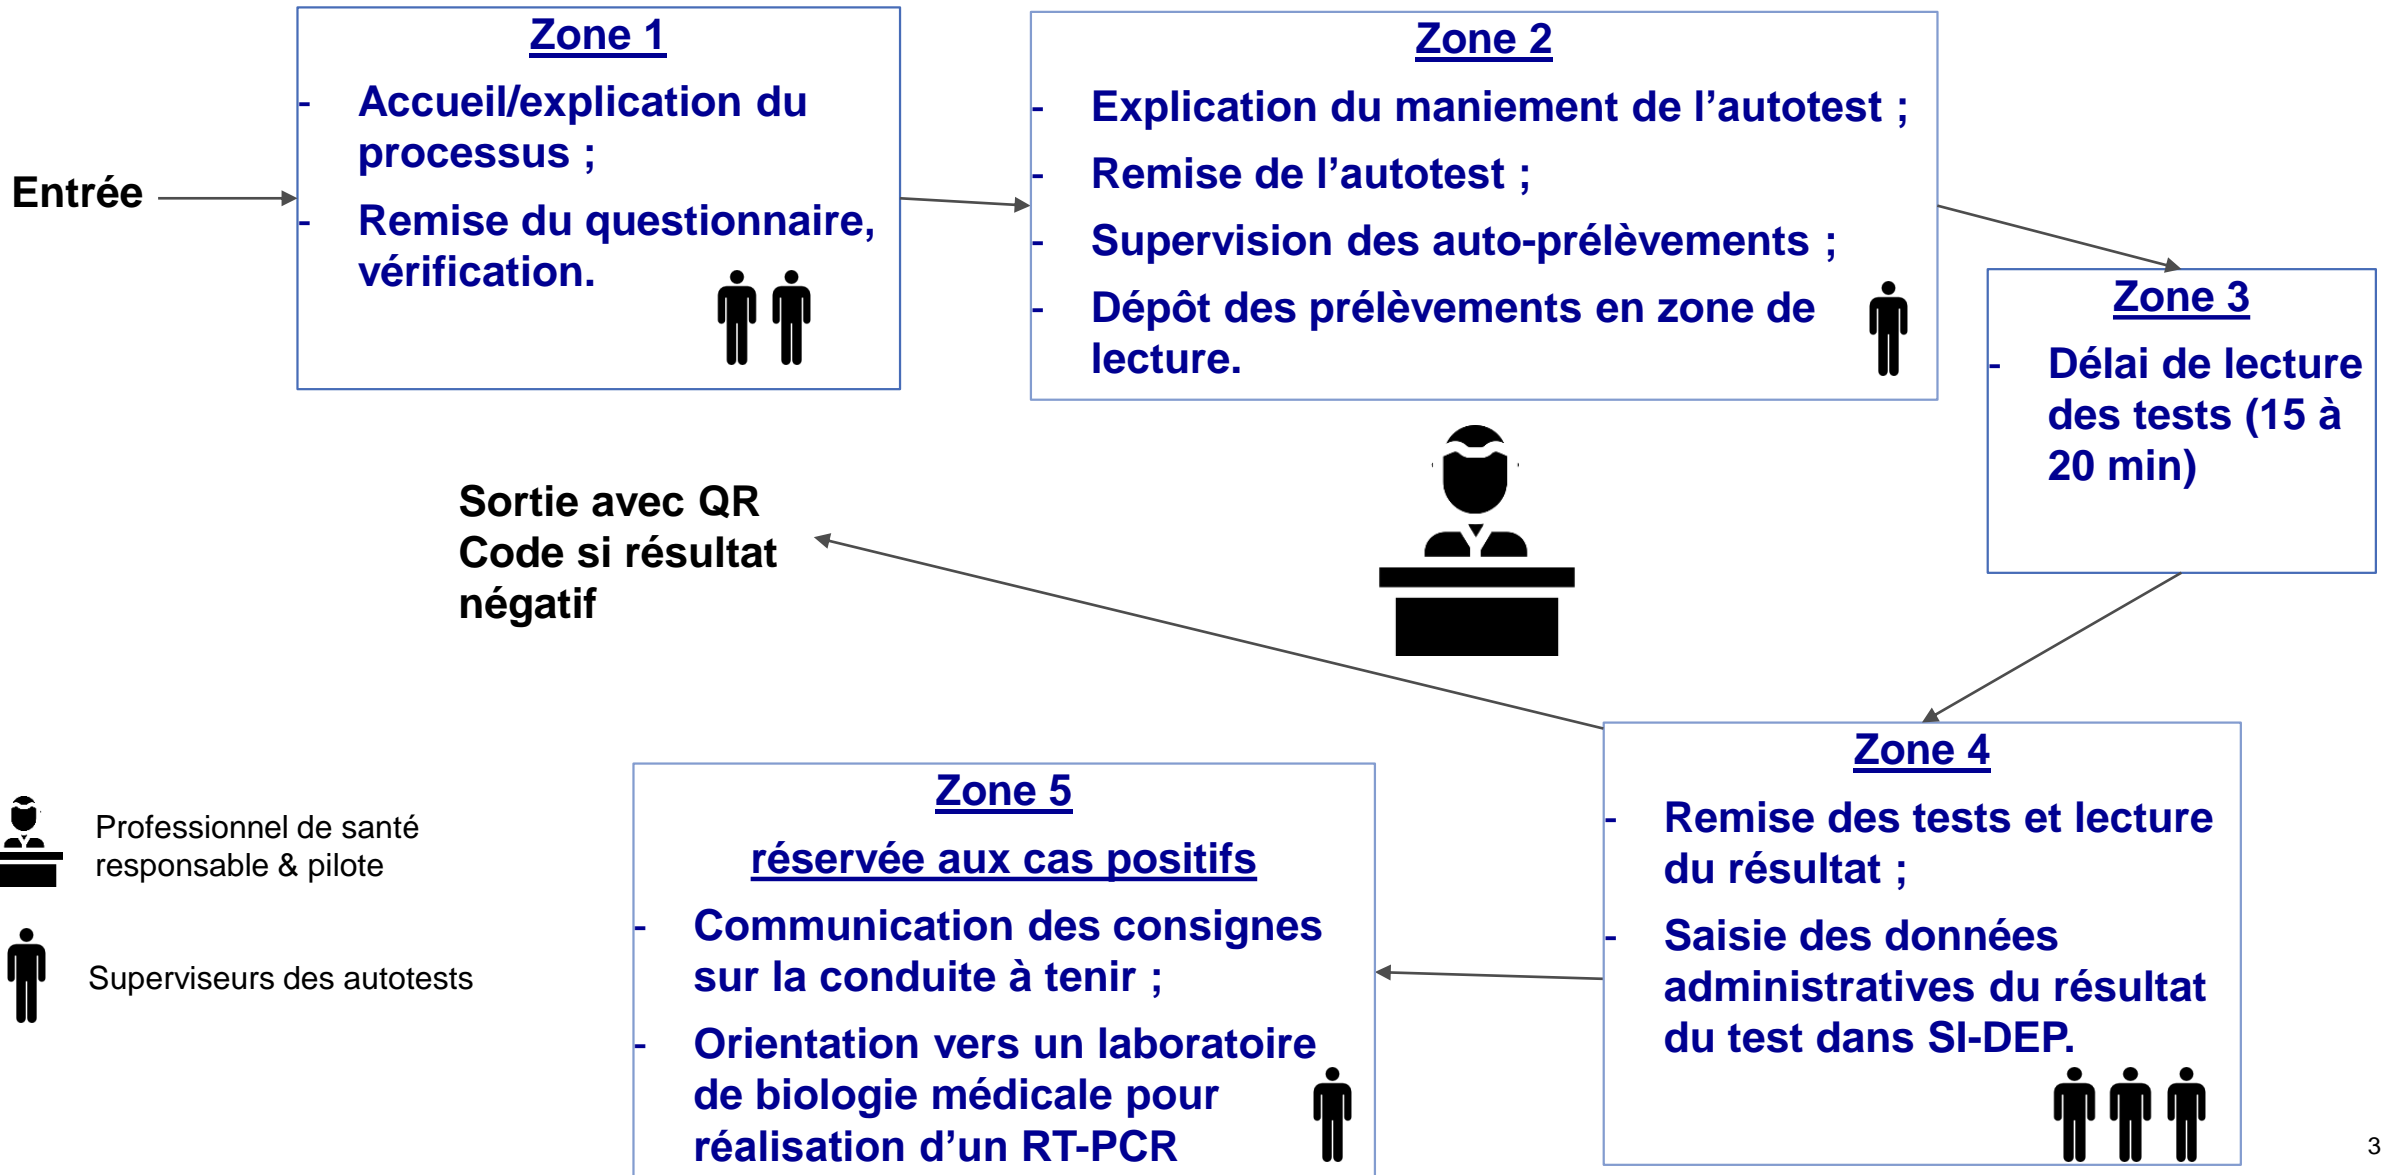 Entrée
Zone 1
- Accueil/explication du
processus ;
- Remise du questionnaire,
vérification.
Zone 2
- Explication du maniement de l’autotest ;
- Remise de l’autotest ;
- Supervision des auto-prélèvements ;
- Dépôt des prélèvements en zone de
lecture.
Zone 3
- Délai de lecture
des tests (15 à
20 min)
Sortie avec QR
Code si résultat
négatif
Zone 4
- Remise des tests et lecture
du résultat ;
- Saisie des données
administratives du résultat
du test dans SI-DEP.
Zone 5
réservée aux cas positifs
- Communication des consignes
sur la conduite à tenir ;
- Orientation vers un laboratoire
de biologie médicale pour
réalisation d’un RT-PCR
Professionnel de santé
responsable & pilote
Superviseurs des autotests
3